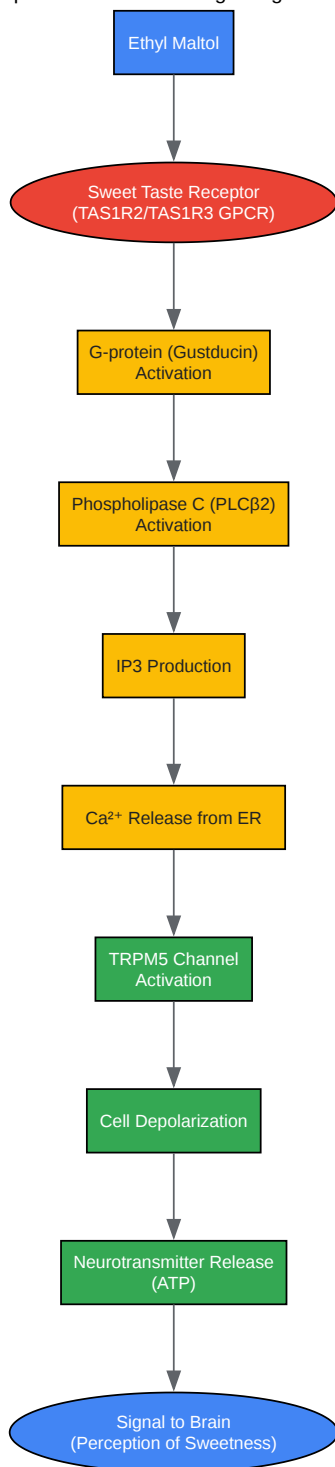 Ethyl Maltol
Sweet Taste Receptor
(TAS1R2/TAS1R3 GPCR)
G-protein (Gustducin)
Activation
Phospholipase C (PLCβ2)
Activation
IP3 Production
Ca²⁺ Release from ER
TRPM5 Channel
Activation
Cell Depolarization
Neurotransmitter Release
(ATP)
Signal to Brain
(Perception of Sweetness)